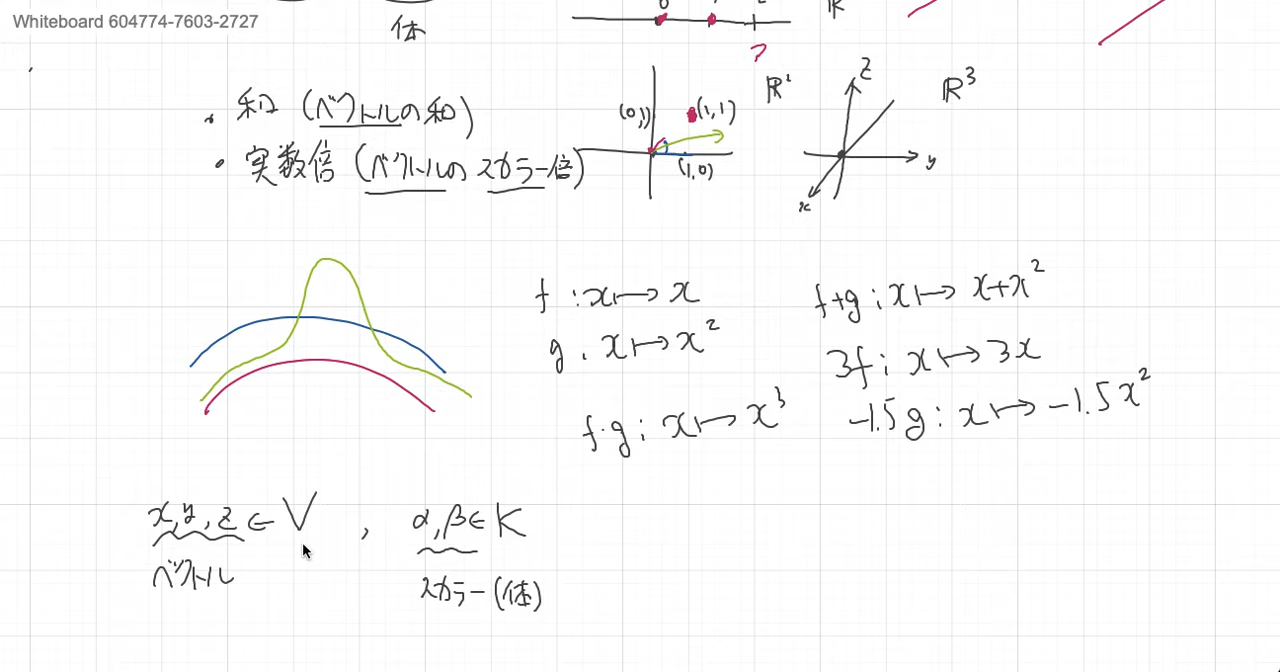 Whiteboard 604774-7603-2727
体
0
R
?
・和 (ベクトルの和)
・実数倍 (ベクトルのスカラー倍)
R²
(0,1)
(1,1)
(1,0)
z
R³
y
x
f : x ↦ x
g : x ↦ x²
f·g : x ↦ x³
f+g : x ↦ x+x²
3f : x ↦ 3x
-1.5g : x ↦ -1.5x²
x, y, z ∈ V , α, β ∈ K
ベクトル
スカラー (体)